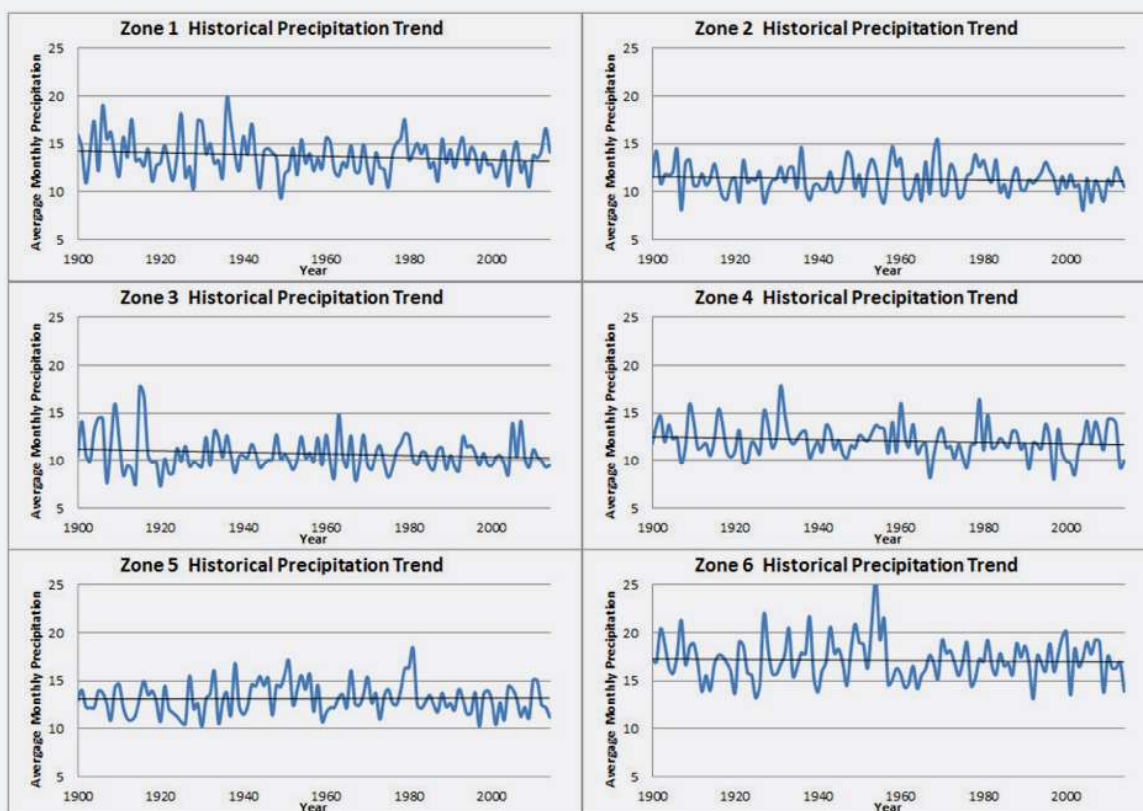 Zone 1 Historical Precipitation Trend
Avergage Monthly Precipitation
25
20
15
10
5
1900 1920 1940 1960 1980 2000
Year
Zone 2 Historical Precipitation Trend
Avergage Monthly Precipitation
25
20
15
10
5
1900 1920 1940 1960 1980 2000
Year
Zone 3 Historical Precipitation Trend
Avergage Monthly Precipitation
25
20
15
10
5
1900 1920 1940 1960 1980 2000
Year
Zone 4 Historical Precipitation Trend
Avergage Monthly Precipitation
25
20
15
10
5
1900 1920 1940 1960 1980 2000
Year
Zone 5 Historical Precipitation Trend
Avergage Monthly Precipitation
25
20
15
10
5
1900 1920 1940 1960 1980 2000
Year
Zone 6 Historical Precipitation Trend
Avergage Monthly Precipitation
25
20
15
10
5
1900 1920 1940 1960 1980 2000
Year